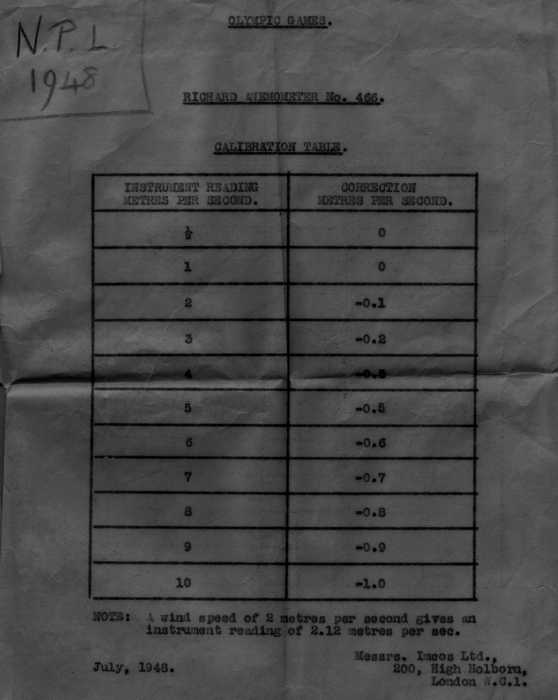 N.P.L.
1948
OLYMPIC GAMES.
RICHARD ANEMOMETER No. 466.
CALIBRATION TABLE.
INSTRUMENT READING METRES PER SECOND. CORRECTION METRES PER SECOND.
½ 0
1 0
2 -0.1
3 -0.2
4
5 -0.5
6 -0.6
7 -0.7
8 -0.8
9 -0.9
10 -1.0
NOTE: A wind speed of 2 metres per second gives an
instrument reading of 2.12 metres per sec.
Messrs. Imcos Ltd.,
July, 1948. 200, High Holborn,
London W.C.1.